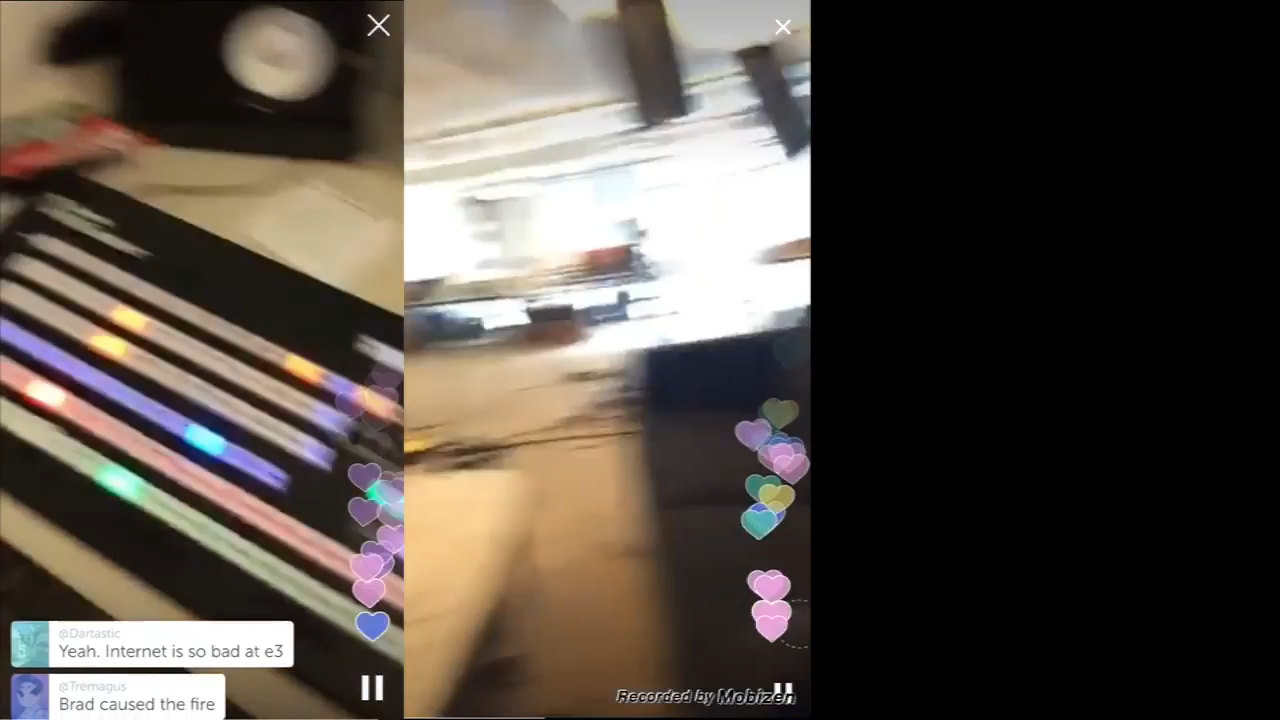 @Dartastic
Yeah. Internet is so bad at e3
@Tremagus
Brad caused the fire
Recorded by Mobizen